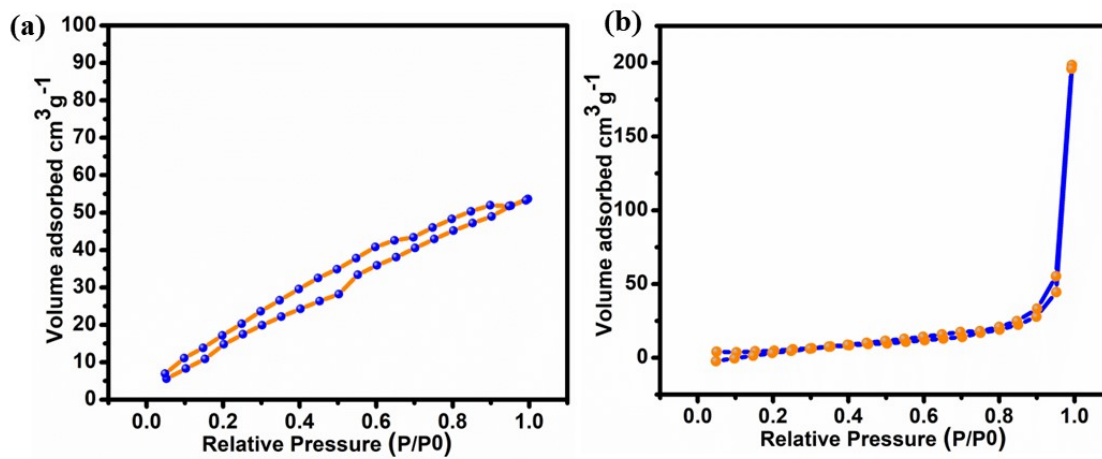 (a)
100
90
80
70
60
50
40
30
20
10
0
Volume adsorbed cm³g⁻¹
0.0 0.2 0.4 0.6 0.8 1.0
Relative Pressure (P/P0)
(b)
200
150
100
50
0
Volume adsorbed cm³g⁻¹
0.0 0.2 0.4 0.6 0.8 1.0
Relative Pressure (P/P0)